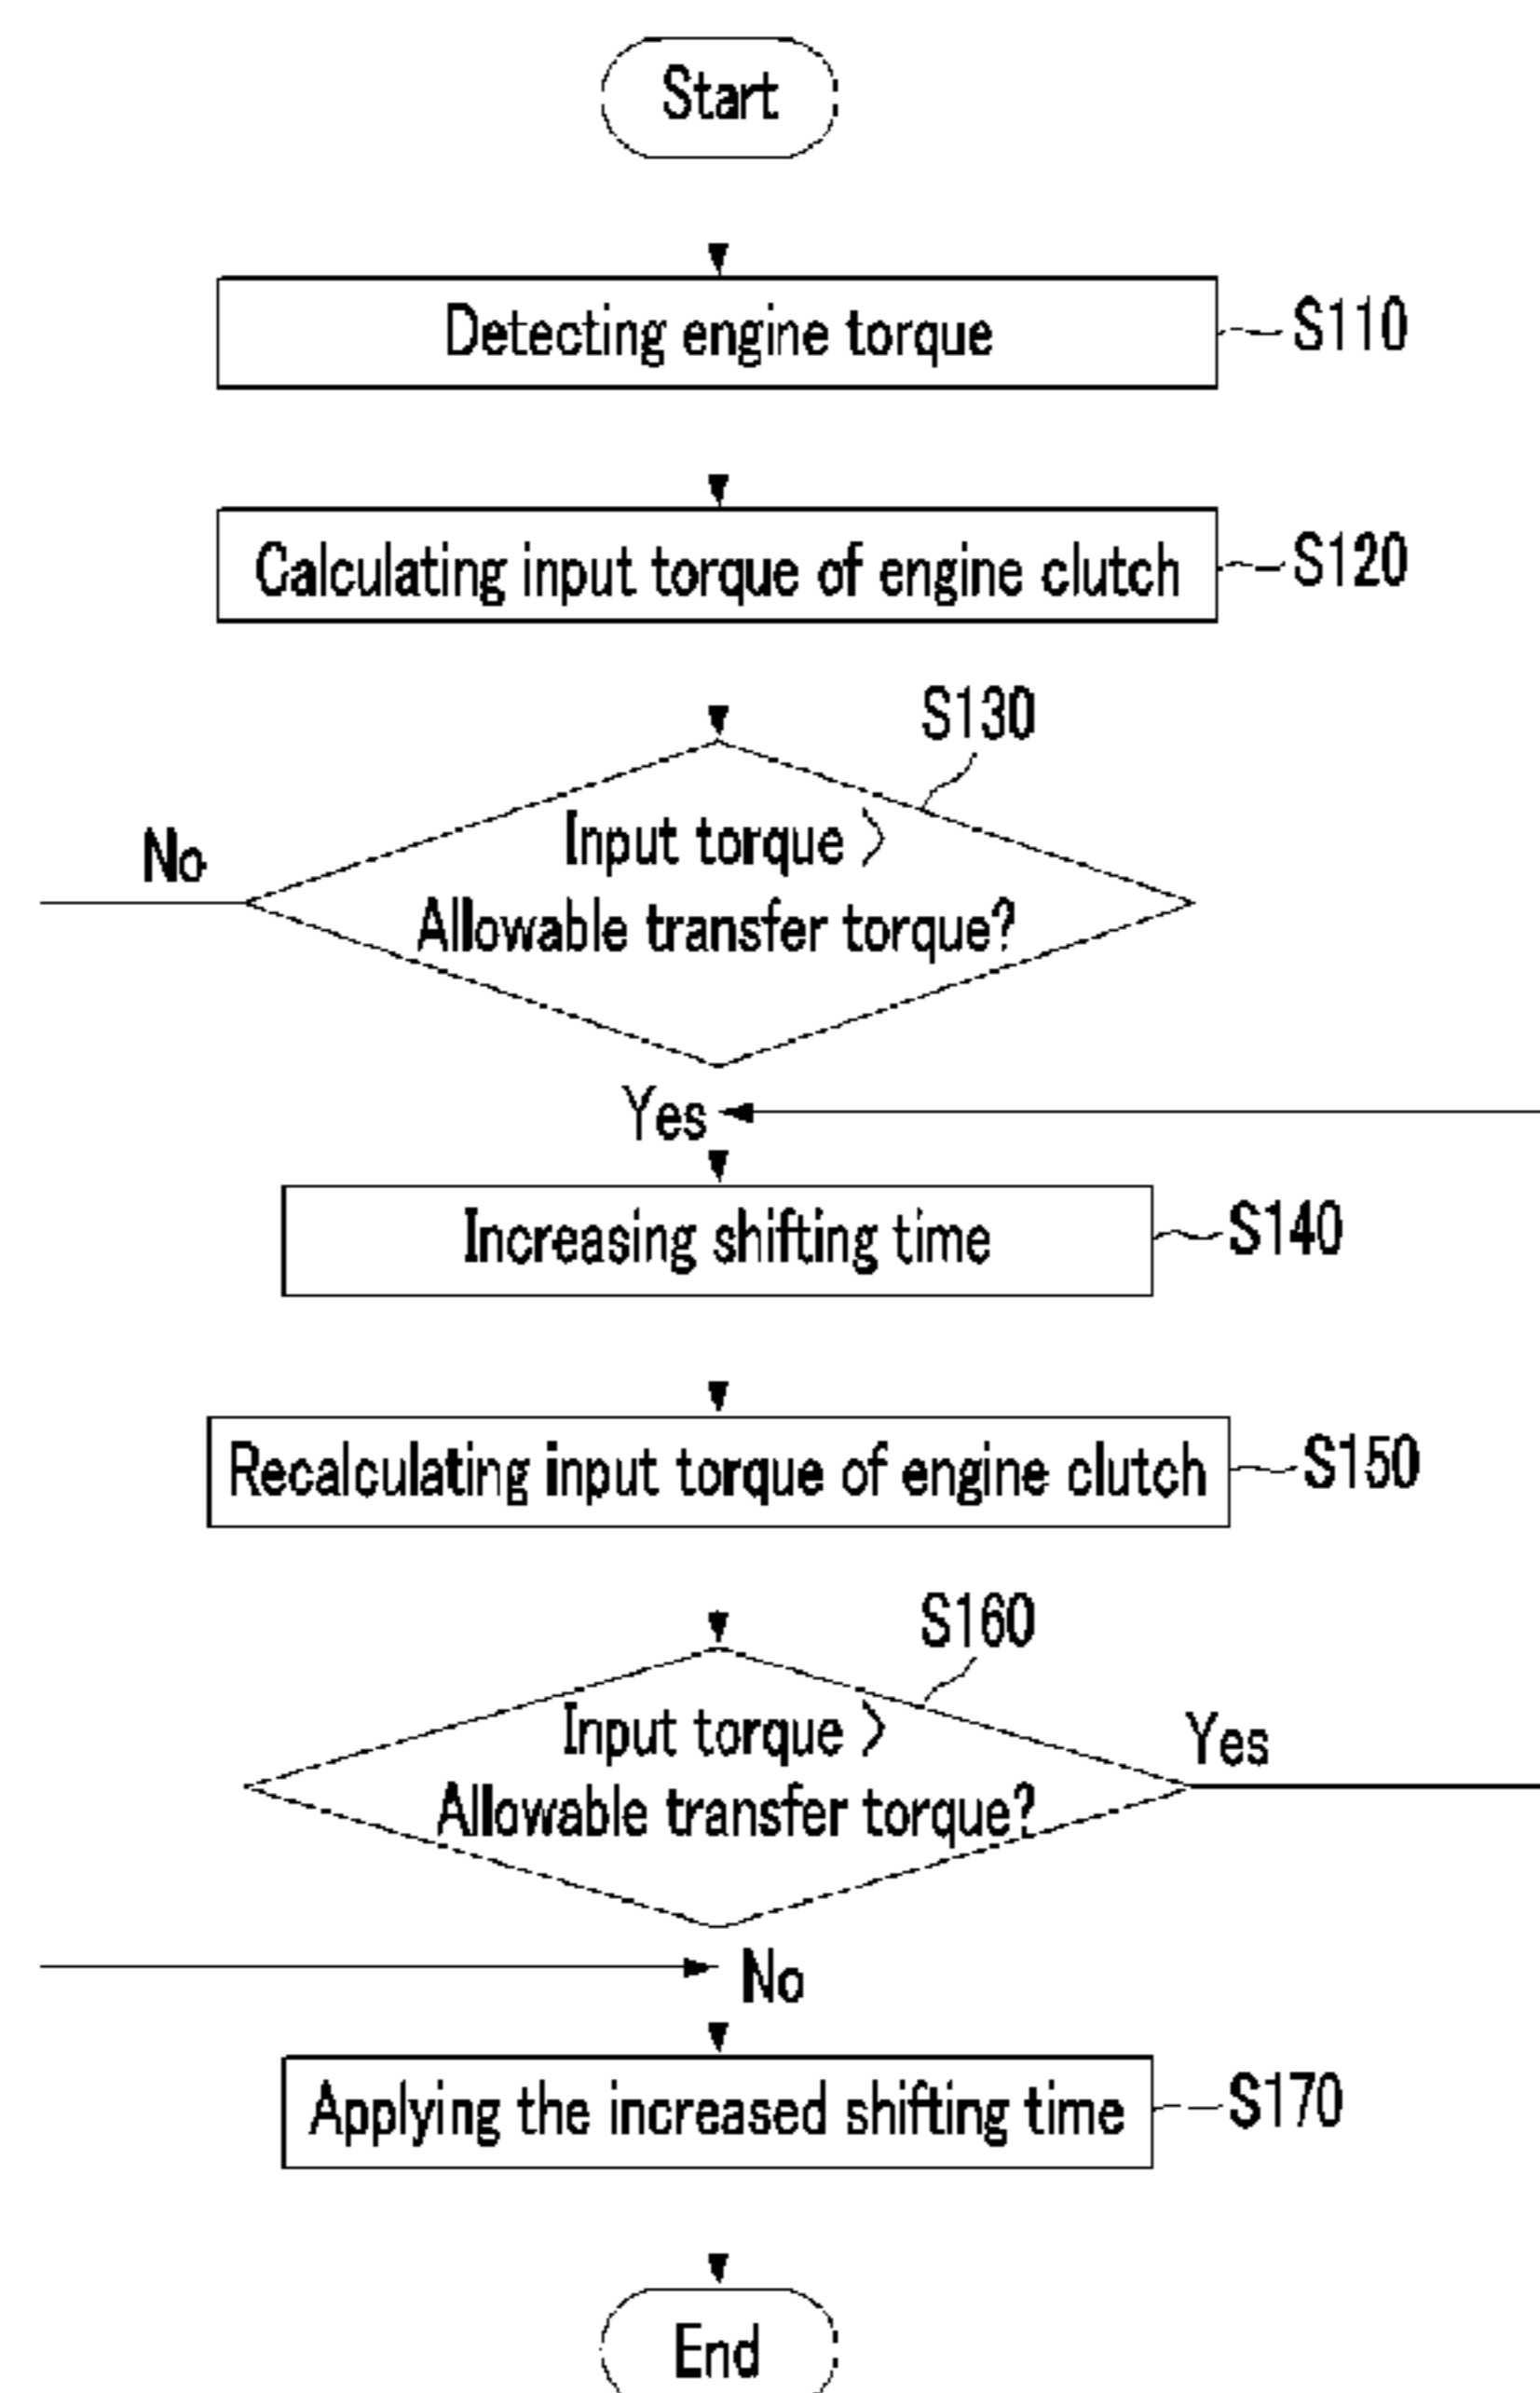 Start
Detecting engine torque
S110
Calculating input torque of engine clutch
S120
S130
Input torque >
Allowable transfer torque?
No
Yes
Increasing shifting time
S140
Recalculating input torque of engine clutch
S150
S160
Input torque >
Allowable transfer torque?
Yes
No
Applying the increased shifting time
S170
End